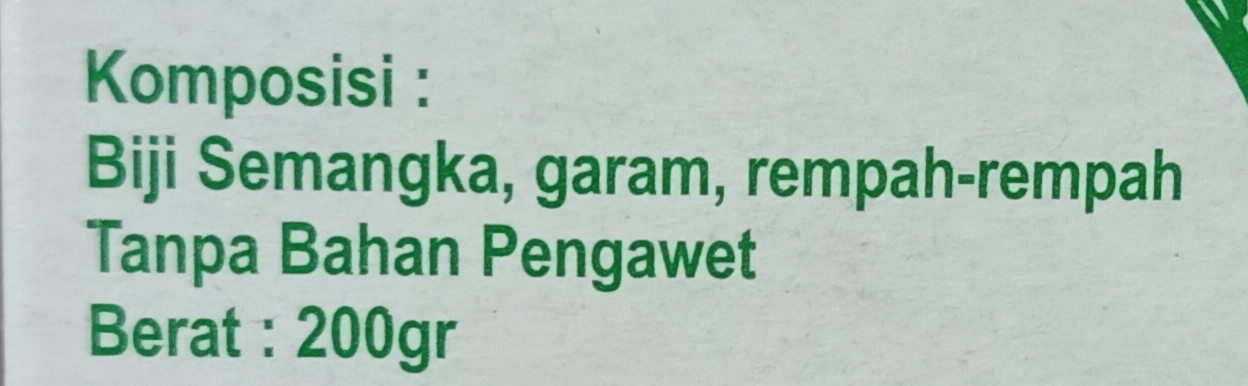 Komposisi :
Biji Semangka, garam, rempah-rempah
Tanpa Bahan Pengawet
Berat : 200gr